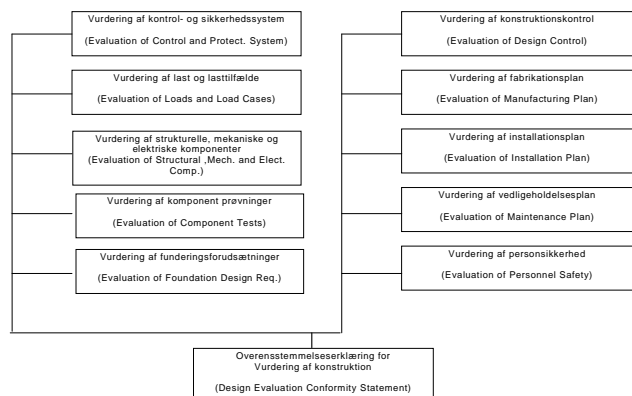 Vurdering af kontrol- og sikkerhedssystem
(Evaluation of Control and Protect. System)
Vurdering af last og lasttilfælde
(Evaluation of Loads and Load Cases)
Vurdering af strukturelle, mekaniske og
elektriske komponenter
(Evaluation of Structural ,Mech. and Elect.
Comp.)
Vurdering af komponent prøvninger
(Evaluation of Component Tests)
Vurdering af funderingsforudsætninger
(Evaluation of Foundation Design Req.)
Vurdering af konstruktionskontrol
(Evaluation of Design Control)
Vurdering af fabrikationsplan
(Evaluation of Manufacturing Plan)
Vurdering af installationsplan
(Evaluation of Installation Plan)
Vurdering af vedligeholdelsesplan
(Evaluation of Maintenance Plan)
Vurdering af personsikkerhed
(Evaluation of Personnel Safety)
Overensstemmelseserklæring for
Vurdering af konstruktion
(Design Evaluation Conformity Statement)